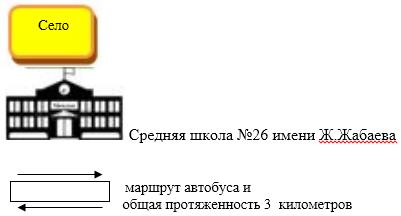 Село
Средняя школа №26 имени Ж.Жабаева
маршрут автобуса и
общая протяженность 3 километров